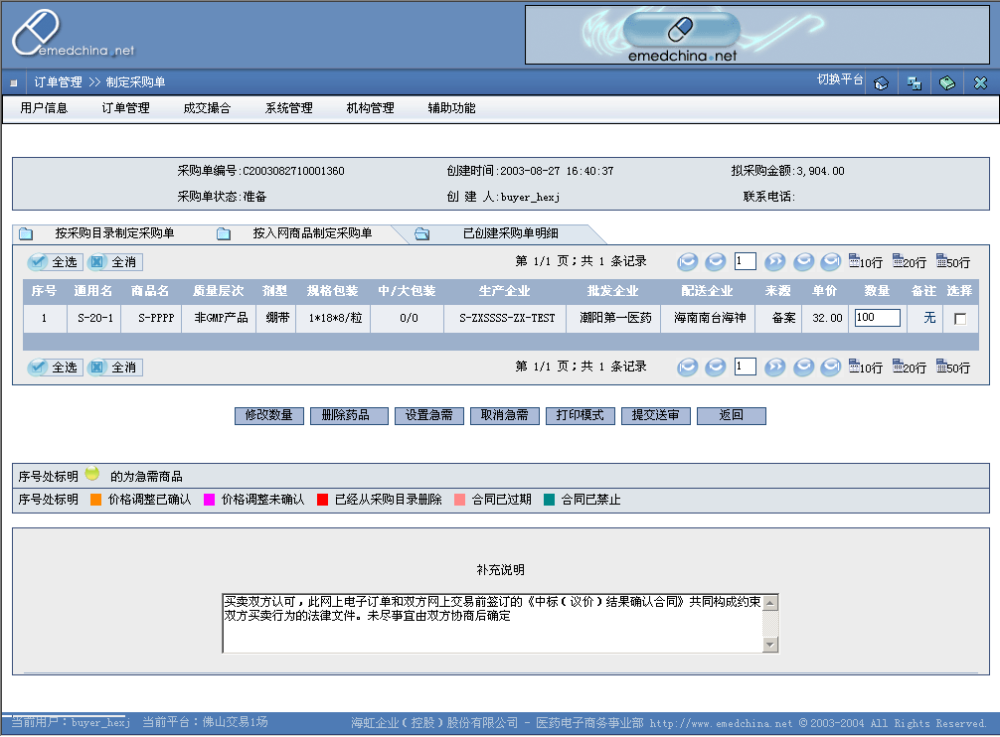 emedchina.net
emedchina.net
订单管理 >> 制定采购单 切换平台
用户信息 订单管理 成交撮合 系统管理 机构管理 辅助功能
采购单编号:C2003082710001360 创建时间:2003-08-27 16:40:37 拟采购金额:3,904.00
采购单状态:准备 创 建 人:buyer_hexj 联系电话:
按采购目录制定采购单 按入网商品制定采购单 已创建采购单明细
全选 全消 第 1/1 页;共 1 条记录 1 10行 20行 50行
序号 通用名 商品名 质量层次 剂型 规格包装 中/大包装 生产企业 批发企业 配送企业 来源 单价 数量 备注 选择
1 S-20-1 S-PPPP 非GMP产品 绷带 1*18*8/粒 0/0 S-ZXSSSS-ZX-TEST 潮阳第一医药 海南南台海神 备案 32.00 100 无
全选 全消 第 1/1 页;共 1 条记录 1 10行 20行 50行
修改数量 删除药品 设置急需 取消急需 打印模式 提交送审 返回
序号处标明 的为急需商品
序号处标明 价格调整已确认 价格调整未确认 已经从采购目录删除 合同已过期 合同已禁止
补充说明
买卖双方认可，此网上电子订单和双方网上交易前签订的《中标(议价)结果确认合同》共同构成约束
双方买卖行为的法律文件。未尽事宜由双方协商后确定
当前用户：buyer_hexj 当前平台：佛山交易1场 海虹企业(控股)股份有限公司 - 医药电子商务事业部 http://www.emedchina.net ©2003-2004 All Rights Reserved.